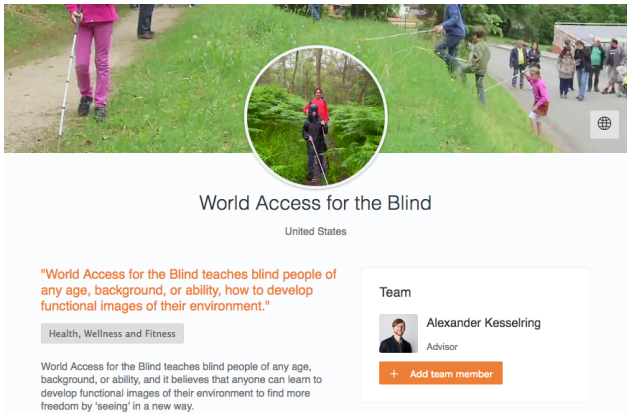 World Access for the Blind
United States
"World Access for the Blind teaches blind people of
any age, background, or ability, how to develop
functional images of their environment."
Health, Wellness and Fitness
World Access for the Blind teaches blind people of any age,
background, or ability, and it believes that anyone can learn to
develop functional images of their environment to find more
freedom by ‘seeing’ in a new way.
Team
Alexander Kesselring
Advisor
+ Add team member